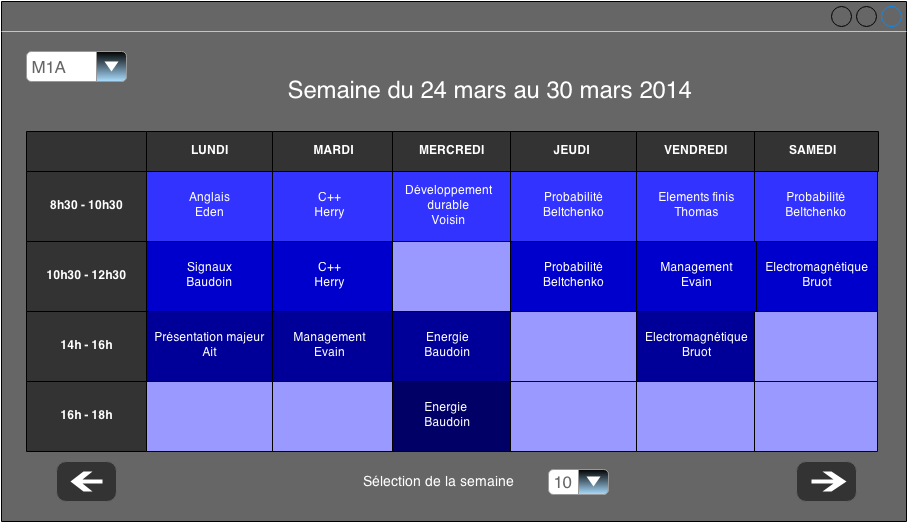 M1A
Semaine du 24 mars au 30 mars 2014
LUNDI
MARDI
MERCREDI
JEUDI
VENDREDI
SAMEDI
8h30 - 10h30
Anglais
Eden
C++
Herry
Développement
durable
Voisin
Probabilité
Beltchenko
Elements finis
Thomas
Probabilité
Beltchenko
10h30 - 12h30
Signaux
Baudoin
C++
Herry
Probabilité
Beltchenko
Management
Evain
Electromagnétique
Bruot
14h - 16h
Présentation majeur
Ait
Management
Evain
Energie
Baudoin
Electromagnétique
Bruot
16h - 18h
Energie
Baudoin
Sélection de la semaine
10